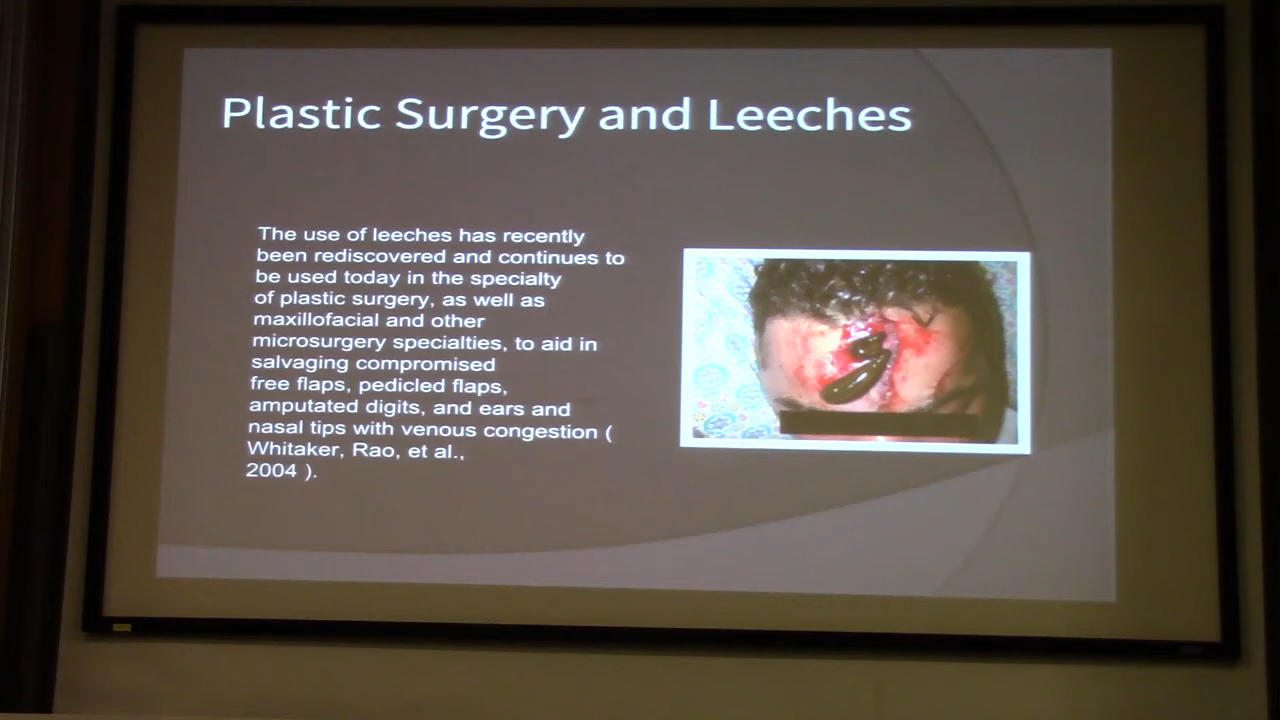 Plastic Surgery and Leeches
The use of leeches has recently
been rediscovered and continues to
be used today in the specialty
of plastic surgery, as well as
maxillofacial and other
microsurgery specialties, to aid in
salvaging compromised
free flaps, pedicled flaps,
amputated digits, and ears and
nasal tips with venous congestion (
Whitaker, Rao, et al.,
2004 ).